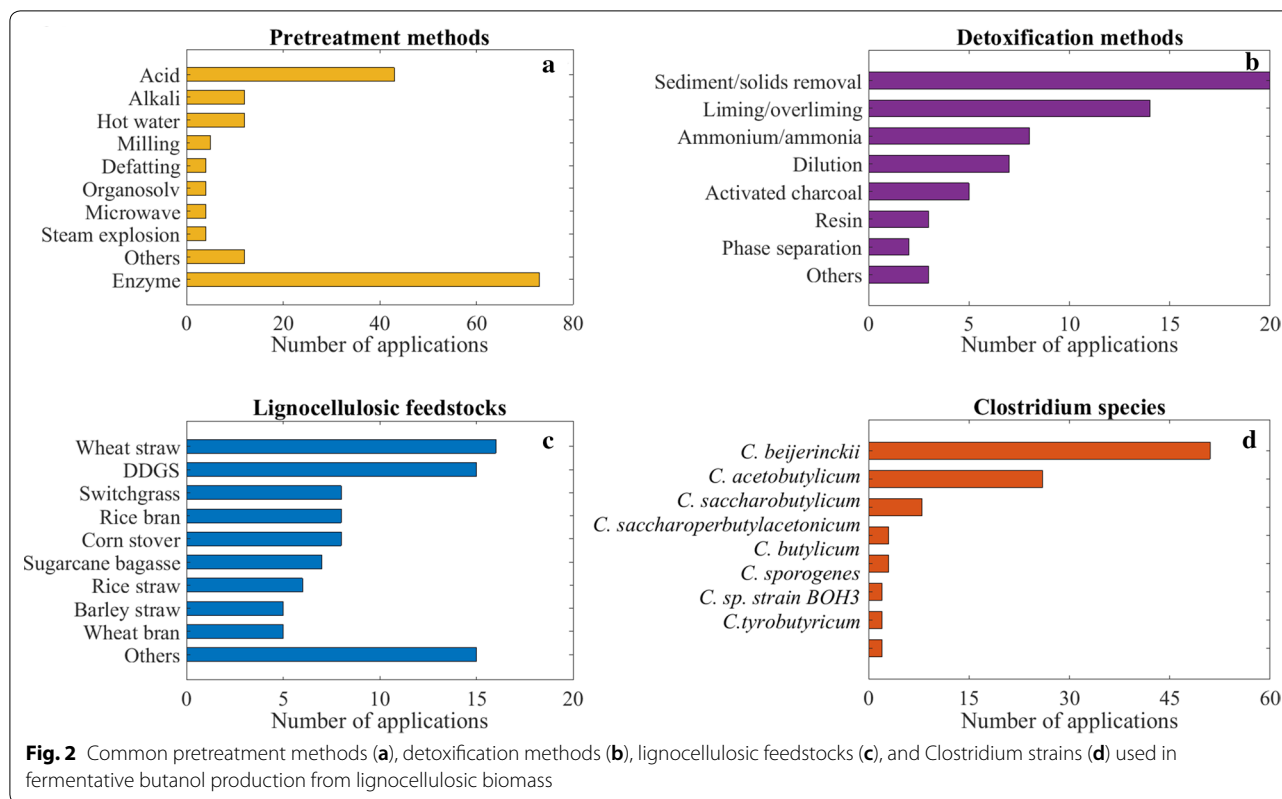 Pretreatment methods
a
Acid
Alkali
Hot water
Milling
Defatting
Organosolv
Microwave
Steam explosion
Others
Enzyme
0 20 40 60 80
Number of applications
Detoxification methods
b
Sediment/solids removal
Liming/overliming
Ammonium/ammonia
Dilution
Activated charcoal
Resin
Phase separation
Others
0 5 10 15 20
Number of applications
Lignocellulosic feedstocks
c
Wheat straw
DDGS
Switchgrass
Rice bran
Corn stover
Sugarcane bagasse
Rice straw
Barley straw
Wheat bran
Others
0 5 10 15 20
Number of applications
Clostridium species
d
C. beijerinckii
C. acetobutylicum
C. saccharobutylicum
C. saccharoperbutylacetonicum
C. butylicum
C. sporogenes
C. sp. strain BOH3
C.tyrobutyricum
0 15 30 45 60
Number of applications
Fig. 2 Common pretreatment methods (a), detoxification methods (b), lignocellulosic feedstocks (c), and Clostridium strains (d) used in
fermentative butanol production from lignocellulosic biomass